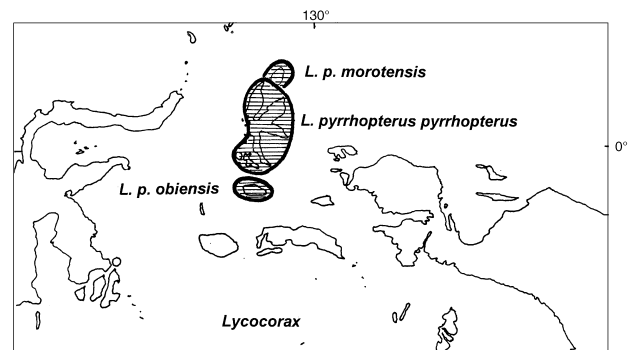 130°
L. p. morotensis
L. pyrrhopterus pyrrhopterus
0°
L. p. obiensis
Lycocorax